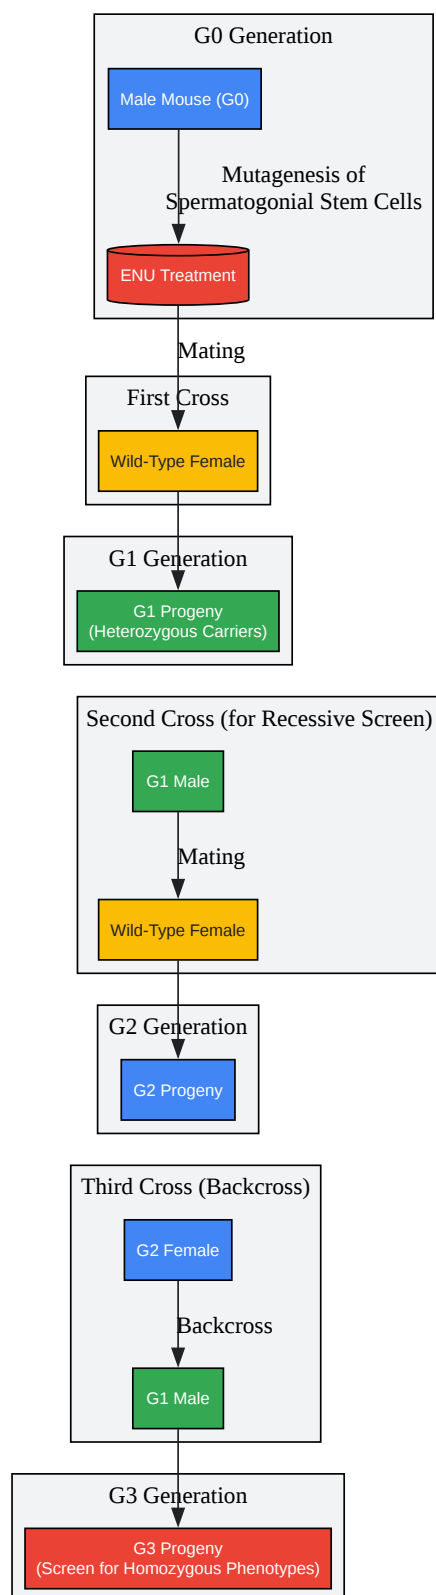 G0 Generation
Male Mouse (G0)
Mutagenesis of
Spermatogonial Stem Cells
ENU Treatment
Mating
First Cross
Wild-Type Female
G1 Generation
G1 Progeny
(Heterozygous Carriers)
Second Cross (for Recessive Screen)
G1 Male
Mating
Wild-Type Female
G2 Generation
G2 Progeny
Third Cross (Backcross)
G2 Female
Backcross
G1 Male
G3 Generation
G3 Progeny
(Screen for Homozygous Phenotypes)